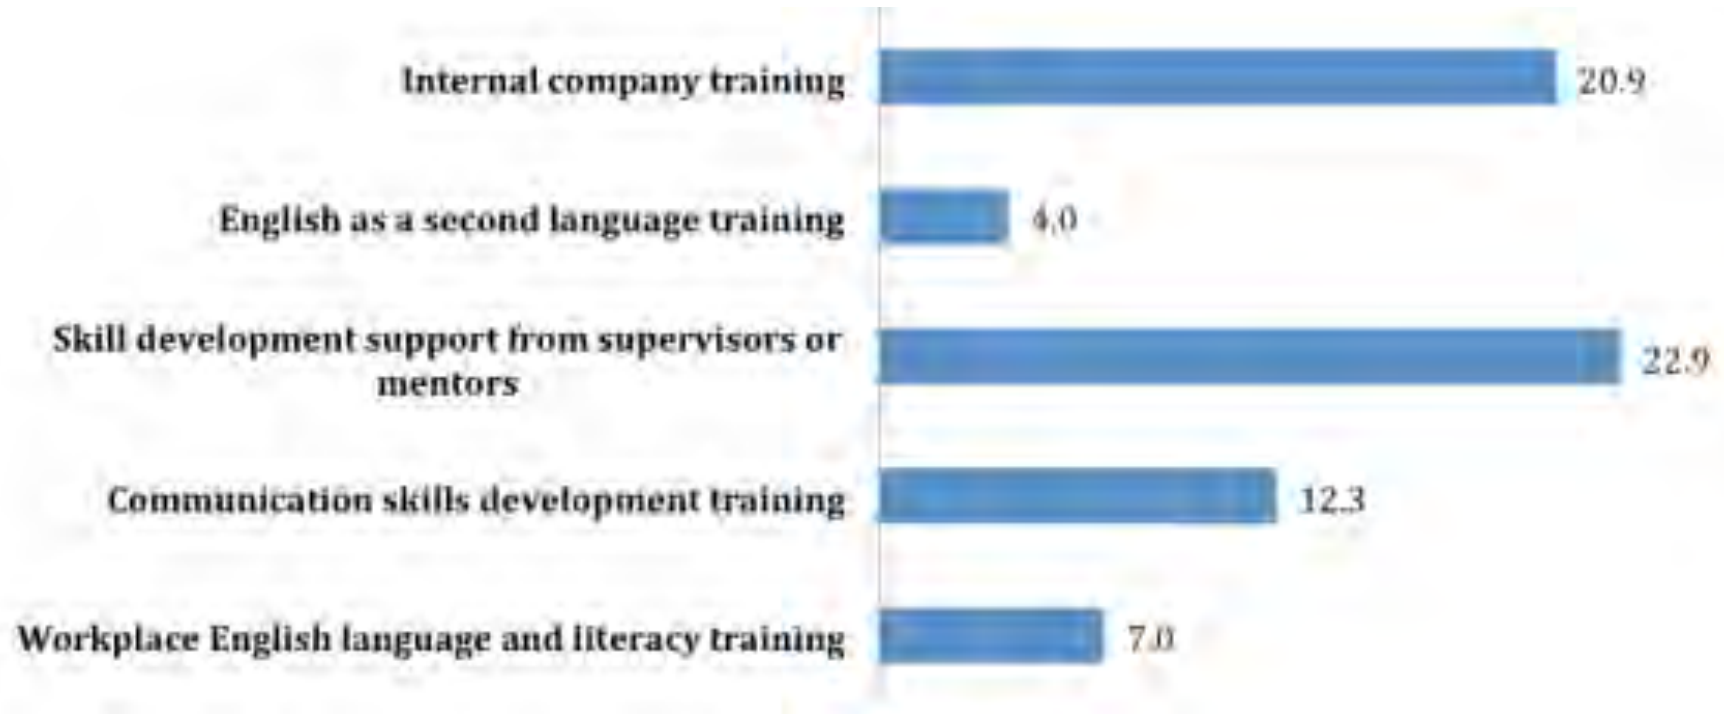 Internal company training 20.9
English as a second language training 4.0
Skill development support from supervisors or
mentors 22.9
Communication skills development training 12.3
Workplace English language and literacy training 7.0